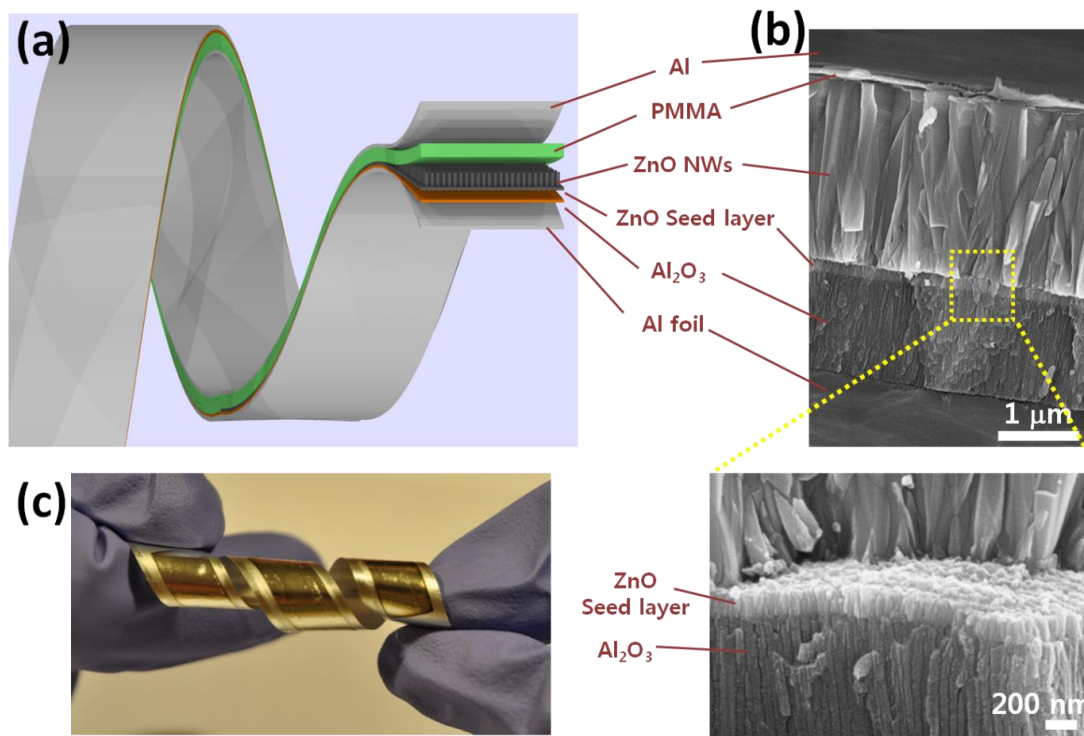 (a)
(b)
Al
PMMA
ZnO NWs
ZnO Seed layer
Al₂O₃
Al foil
1 μm
(c)
ZnO
Seed layer
Al₂O₃
200 nm